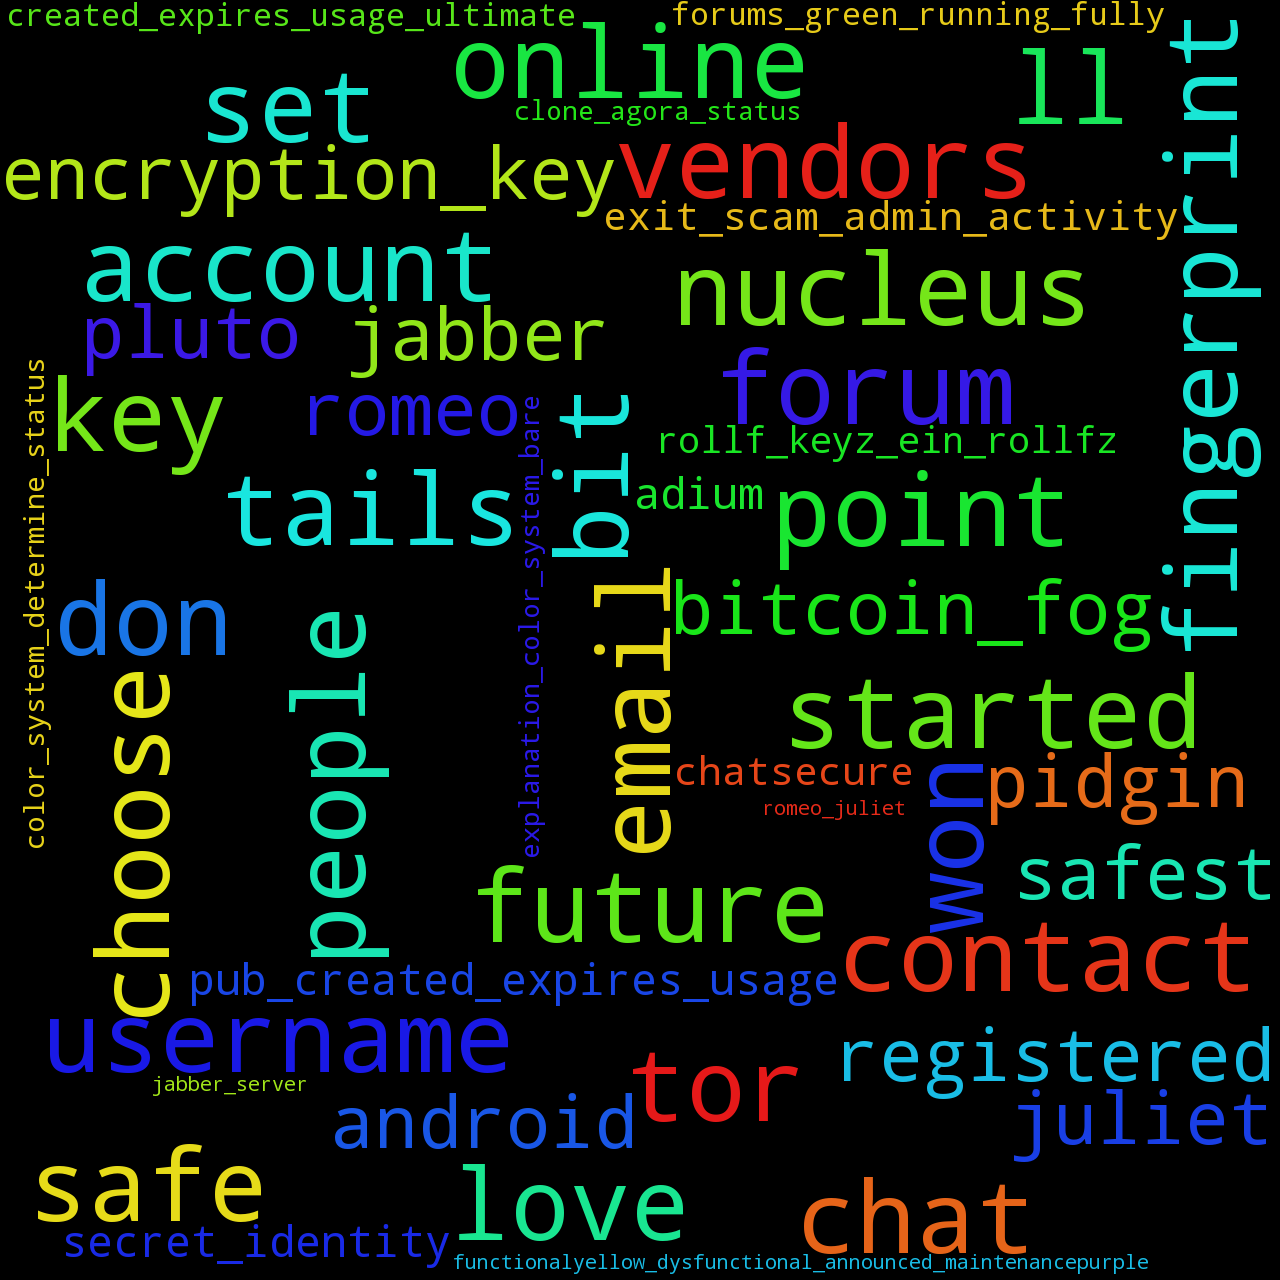 created_expires_usage_ultimate
forums_green_running_fully
online
ll
set
clone_agora_status
fingerprint
encryption_key
vendors
exit_scam_admin_activity
account
nucleus
pluto
jabber
forum
key
romeo
bit
rollf_keyz_ein_rollfz
color_system_determine_status
explanation_color_system_bare
tails
adium
point
don
people
email
bitcoin_fog
choose
started
chatsecure
won
pidgin
romeo_juliet
safest
future
contact
pub_created_expires_usage
username
registered
jabber_server
tor
android
juliet
safe
love
chat
secret_identity
functionalyellow_dysfunctional_announced_maintenancepurple